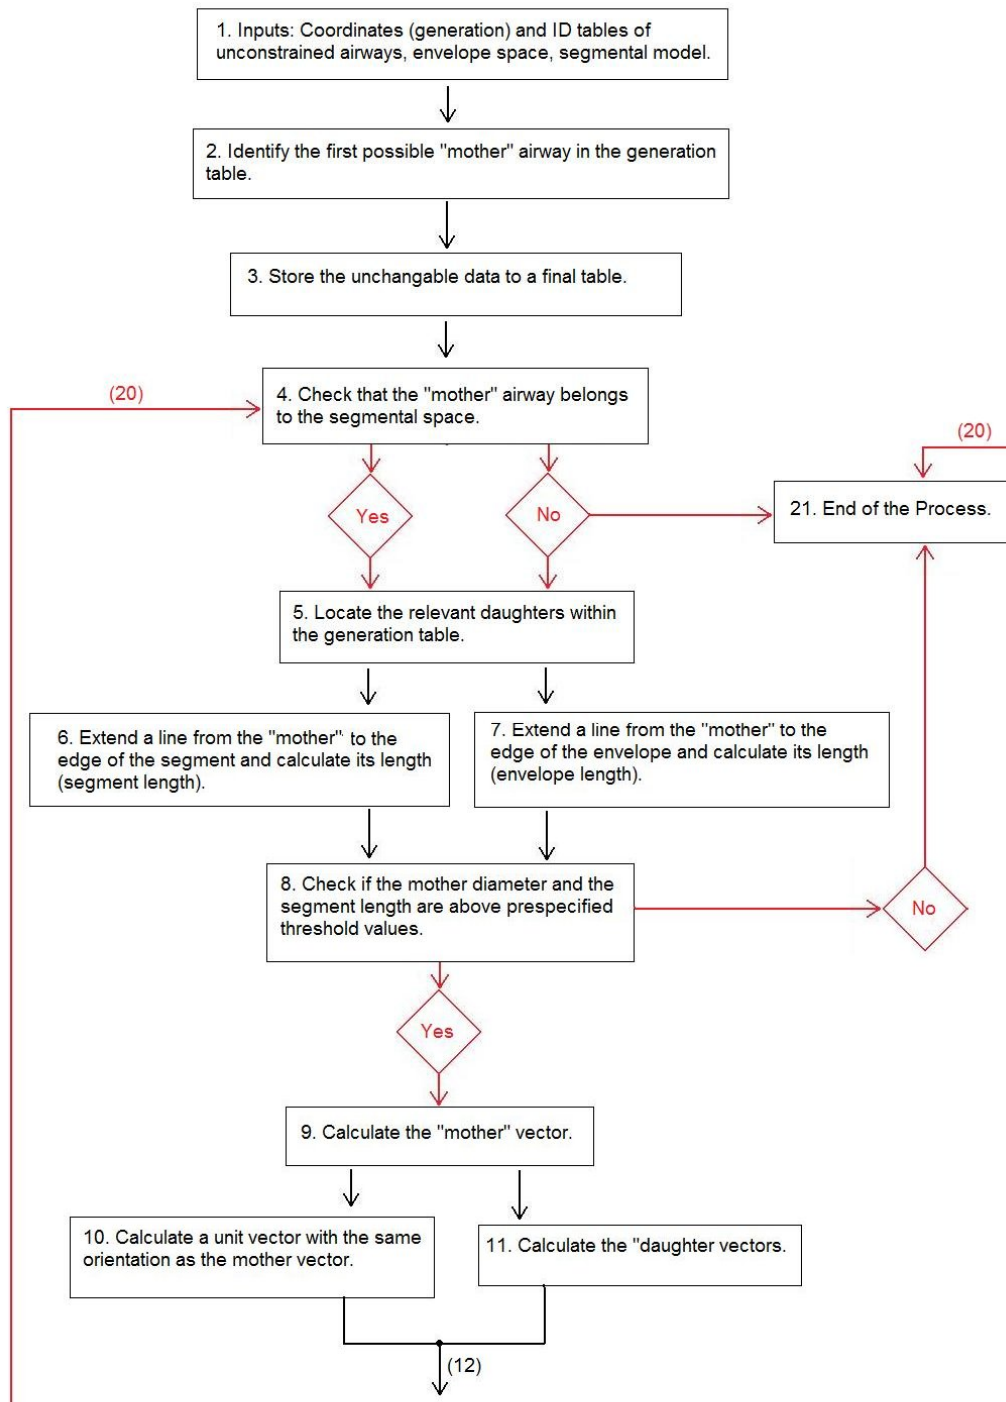 1. Inputs: Coordinates (generation) and ID tables of
unconstrained airways, envelope space, segmental model.
2. Identify the first possible "mother" airway in the generation
table.
3. Store the unchangable data to a final table.
(20)
4. Check that the "mother" airway belongs
to the segmental space.
(20)
Yes
No
21. End of the Process.
5. Locate the relevant daughters within
the generation table.
6. Extend a line from the "mother" to the
edge of the segment and calculate its length
(segment length).
7. Extend a line from the "mother" to the
edge of the envelope and calculate its length
(envelope length).
8. Check if the mother diameter and the
segment length are above prespecified
threshold values.
No
Yes
9. Calculate the "mother" vector.
10. Calculate a unit vector with the same
orientation as the mother vector.
11. Calculate the "daughter vectors.
(12)